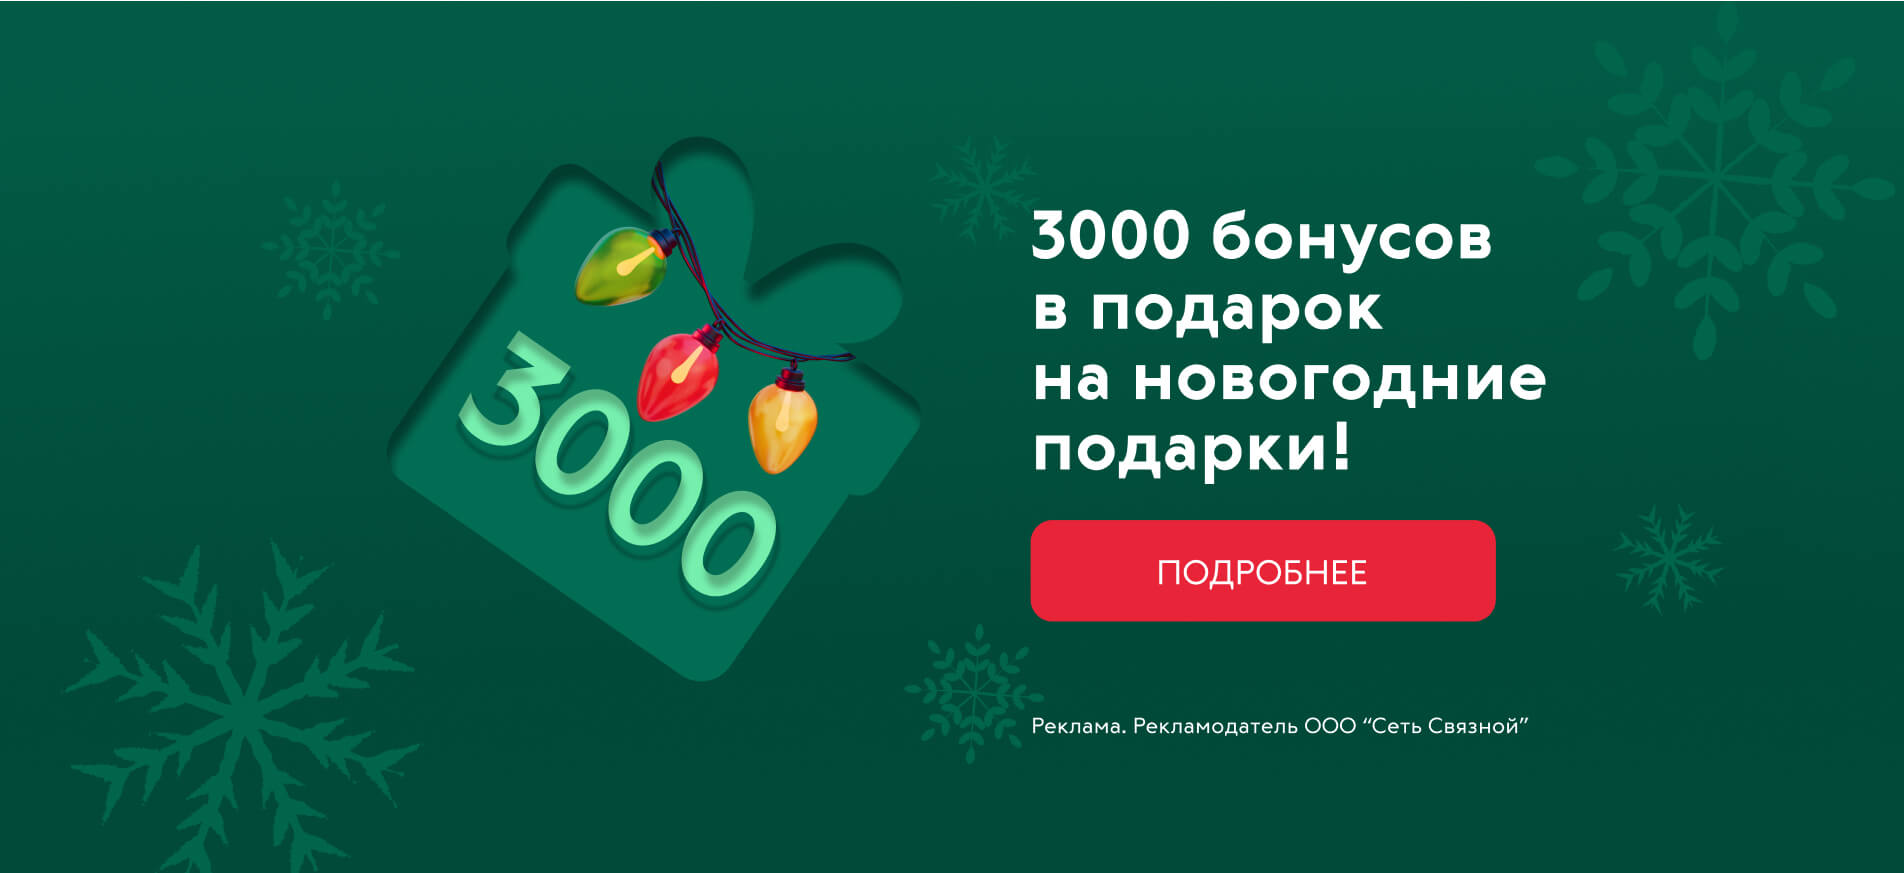 3000
3000 бонусов
в подарок
на новогодние
подарки!
ПОДРОБНЕЕ
Реклама. Рекламодатель ООО “Сеть Связной”